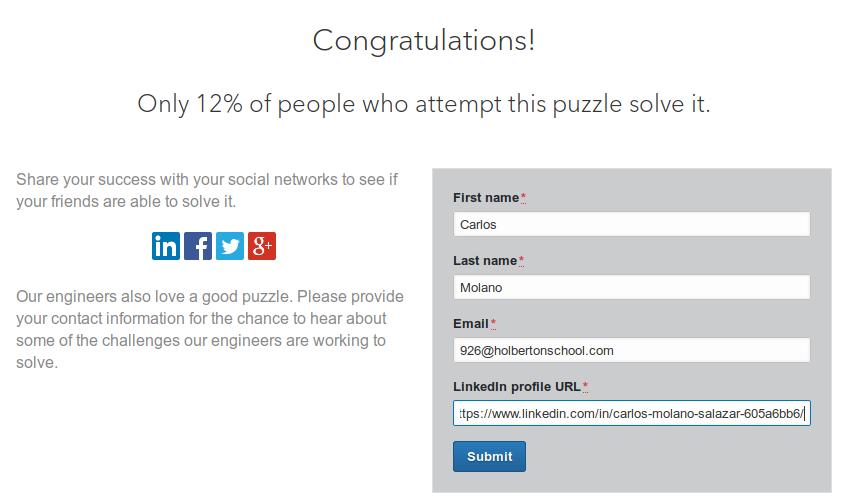 Congratulations!
Only 12% of people who attempt this puzzle solve it.
Share your success with your social networks to see if
your friends are able to solve it.
in f g+
Our engineers also love a good puzzle. Please provide
your contact information for the chance to hear about
some of the challenges our engineers are working to
solve.
First name*
Carlos
Last name*
Molano
Email*
926@holbertonschool.com
LinkedIn profile URL*
:tps://www.linkedin.com/in/carlos-molano-salazar-605a6bb6/
Submit